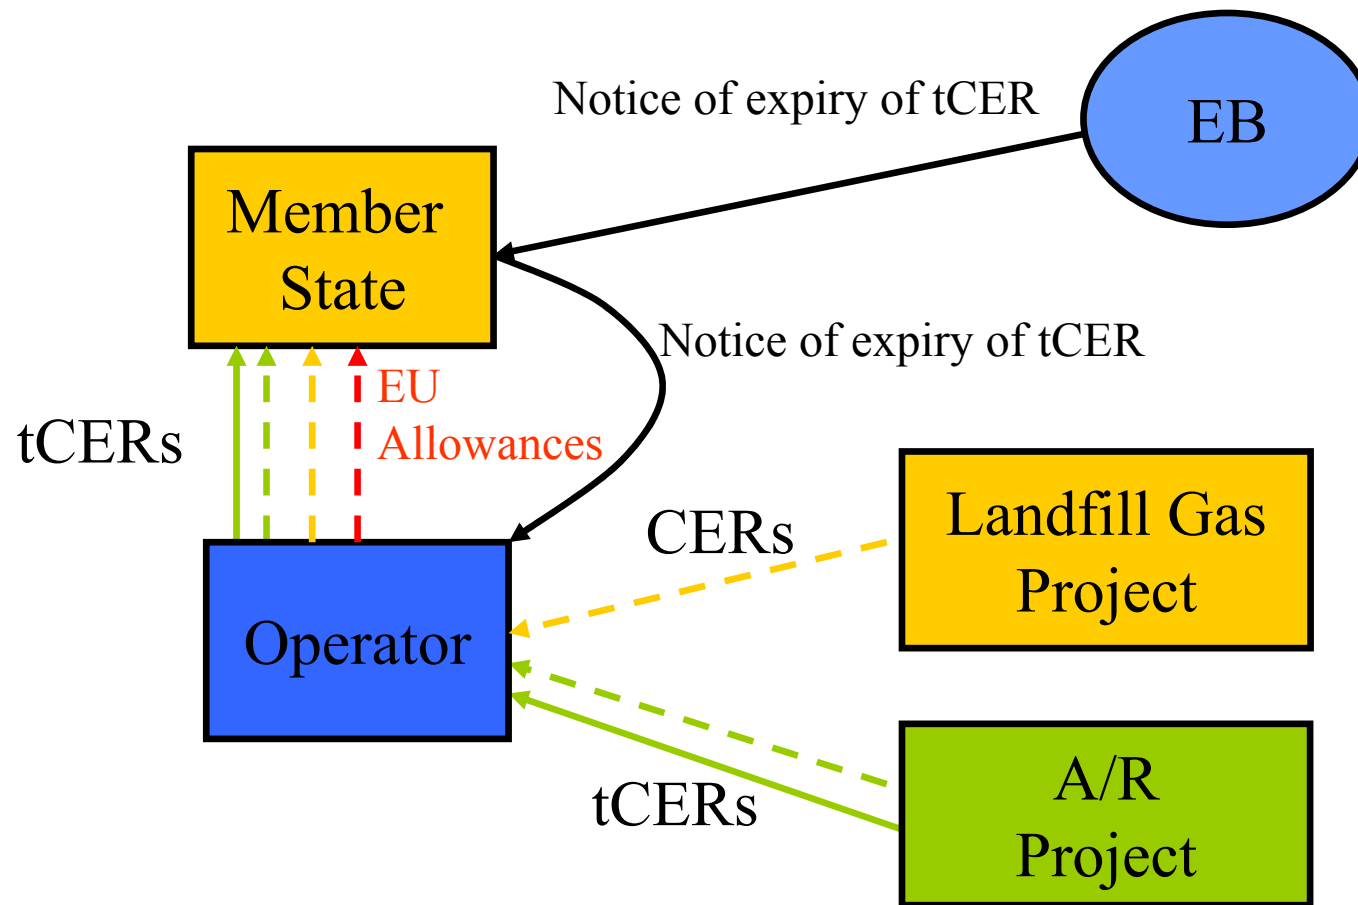 Notice of expiry of tCER
EB
Member
State
Notice of expiry of tCER
EU
Allowances
tCERs
CERs
Landfill Gas
Project
Operator
tCERs
A/R
Project